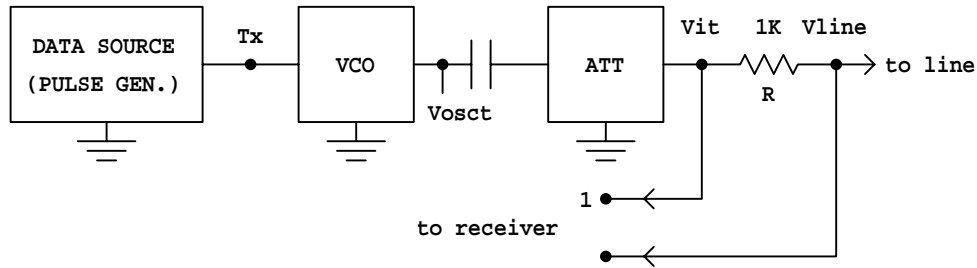 DATA SOURCE
(PULSE GEN.)
Tx
VCO
Vosct
ATT
Vit
1K
Vline
R
to line
1
to receiver